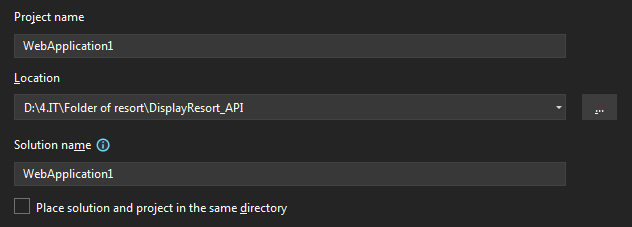 Project name
WebApplication1
Location
D:\4.IT\Folder of resort\DisplayResort_API
...
Solution name
WebApplication1
Place solution and project in the same directory